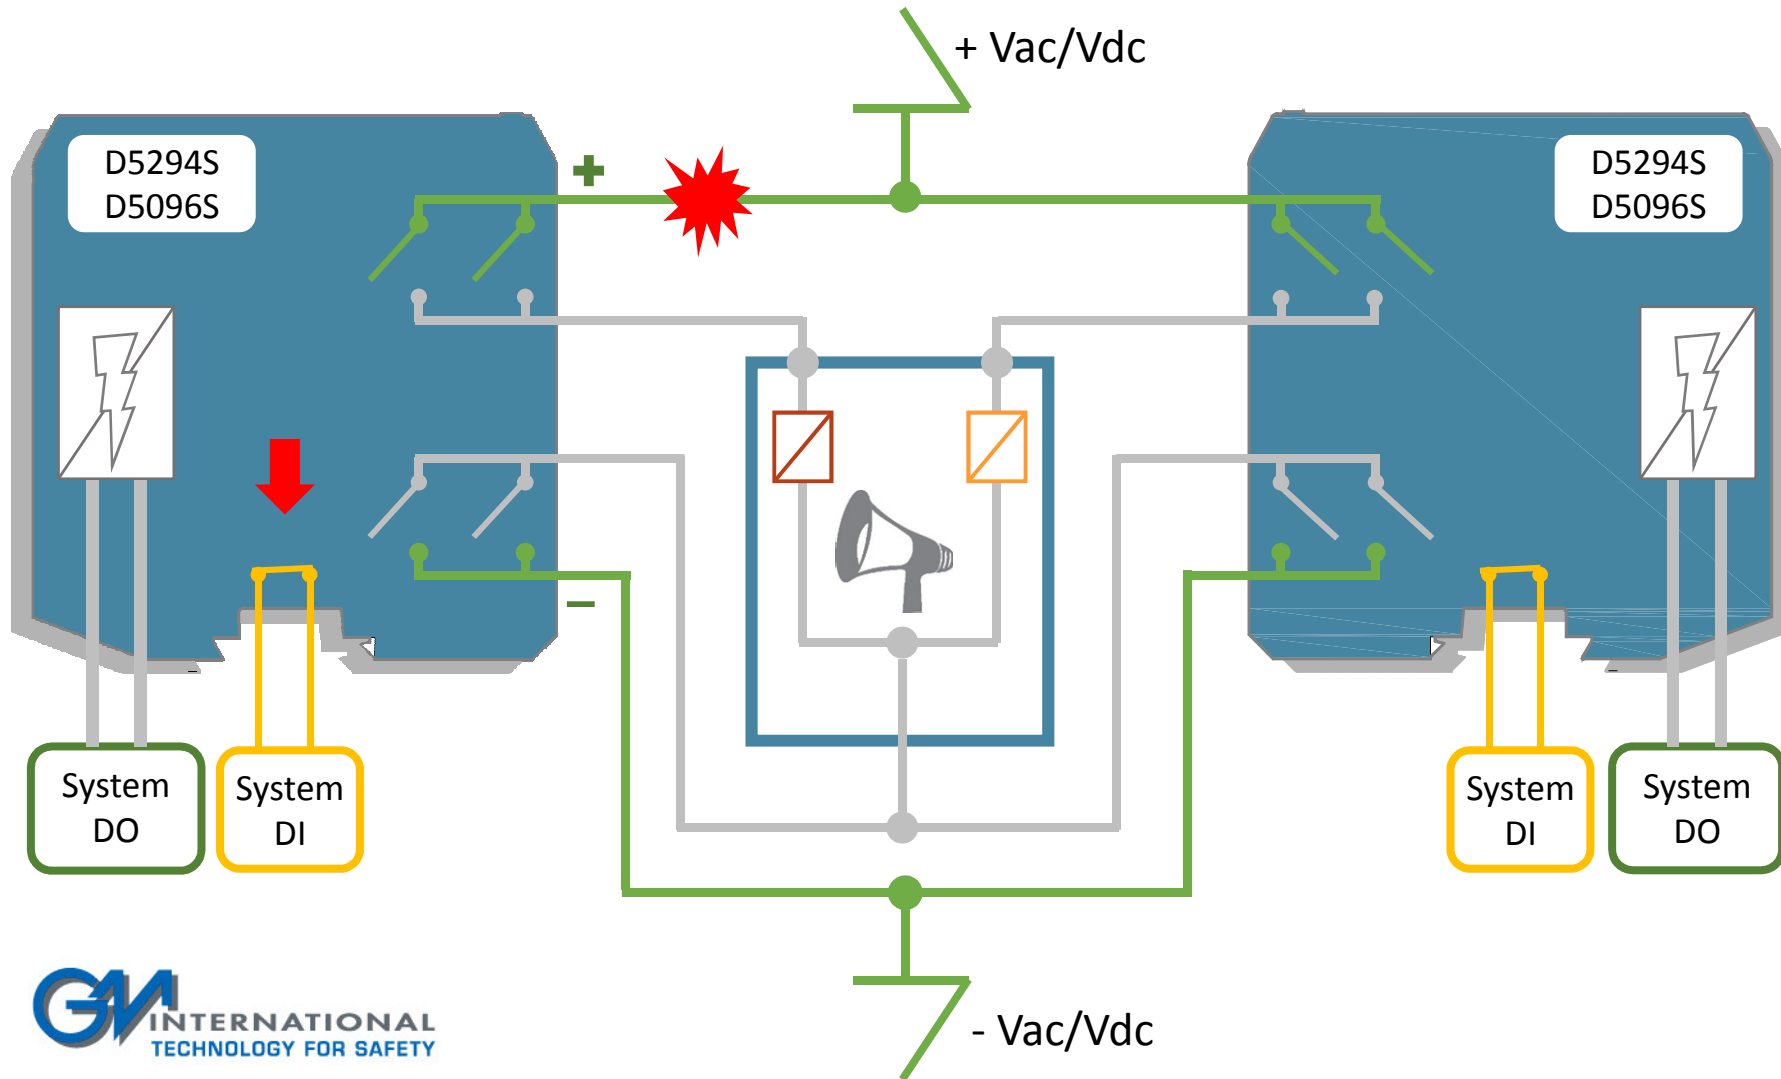 + Vac/Vdc
D5294S
D5096S
D5294S
D5096S
+
−
System
DO
System
DI
System
DI
System
DO
- Vac/Vdc
GM INTERNATIONAL
TECHNOLOGY FOR SAFETY